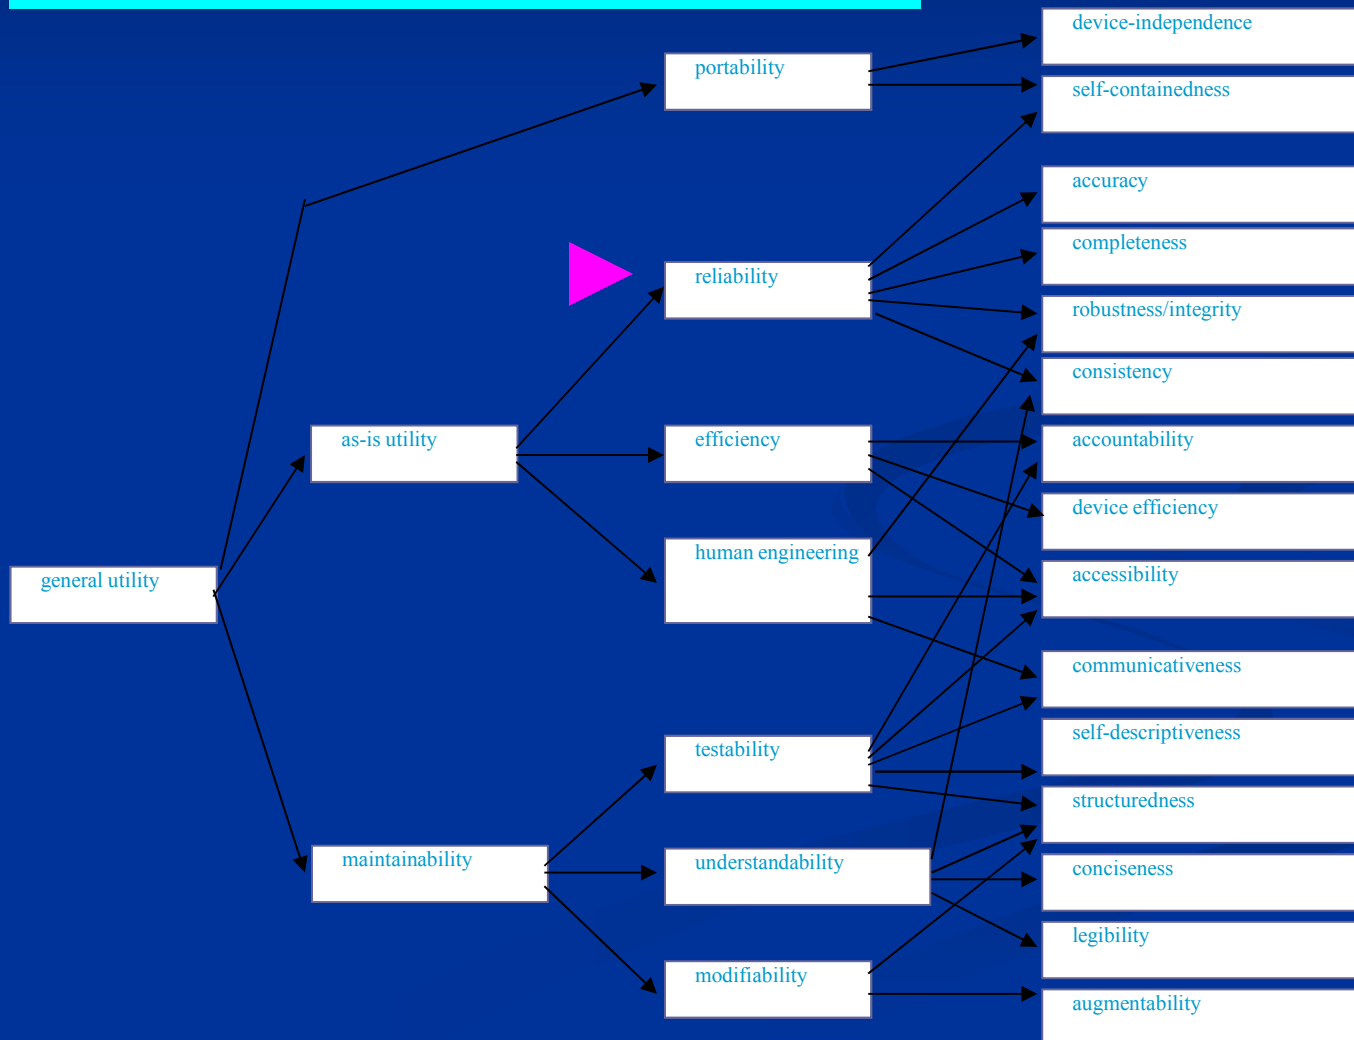 device-independence
portability
self-containedness
accuracy
completeness
reliability
robustness/integrity
consistency
as-is utility
efficiency
accountability
device efficiency
human engineering
general utility
accessibility
communicativeness
self-descriptiveness
testability
structuredness
maintainability
understandability
conciseness
legibility
modifiability
augmentability